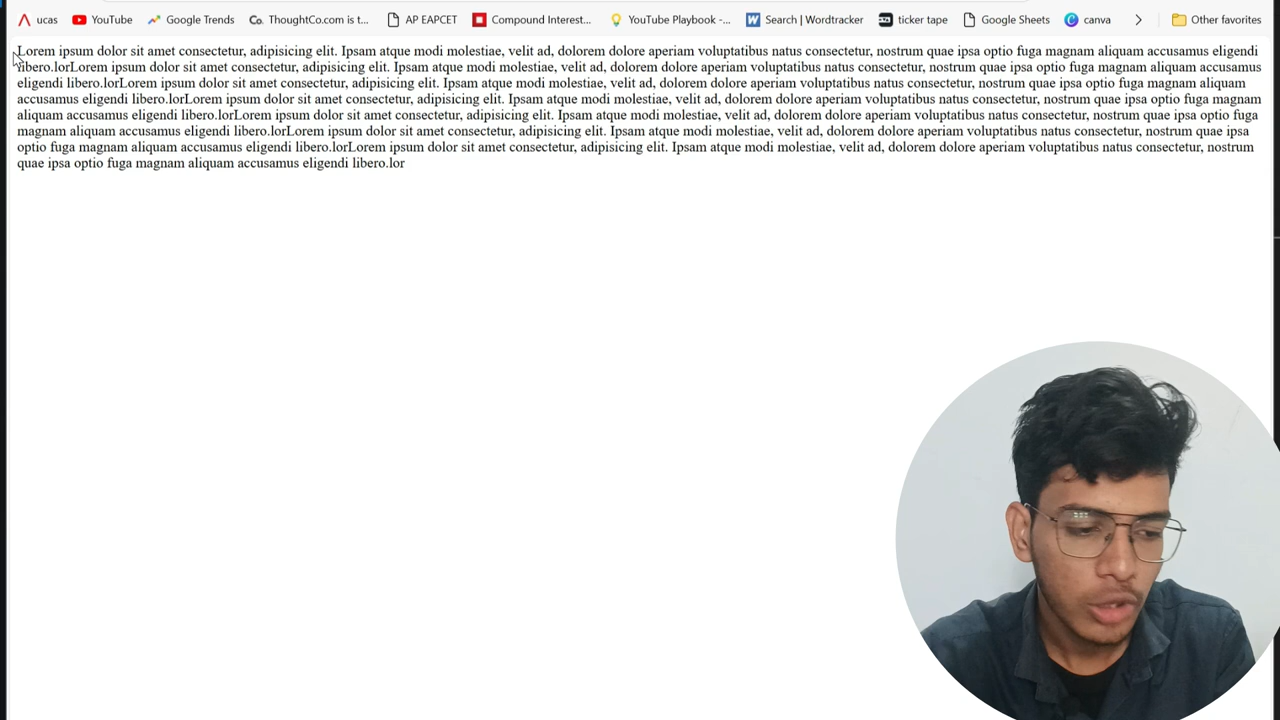 ucas YouTube Google Trends Co. ThoughtCo.com is t... AP EAPCET Compound Interest... YouTube Playbook -... W Search | Wordtracker ticker tape Google Sheets C canva Other favorites
Lorem ipsum dolor sit amet consectetur, adipisicing elit. Ipsam atque modi molestiae, velit ad, dolorem dolore aperiam voluptatibus natus consectetur, nostrum quae ipsa optio fuga magnam aliquam accusamus eligendi
libero.lorLorem ipsum dolor sit amet consectetur, adipisicing elit. Ipsam atque modi molestiae, velit ad, dolorem dolore aperiam voluptatibus natus consectetur, nostrum quae ipsa optio fuga magnam aliquam accusamus
eligendi libero.lorLorem ipsum dolor sit amet consectetur, adipisicing elit. Ipsam atque modi molestiae, velit ad, dolorem dolore aperiam voluptatibus natus consectetur, nostrum quae ipsa optio fuga magnam aliquam
accusamus eligendi libero.lorLorem ipsum dolor sit amet consectetur, adipisicing elit. Ipsam atque modi molestiae, velit ad, dolorem dolore aperiam voluptatibus natus consectetur, nostrum quae ipsa optio fuga magnam
aliquam accusamus eligendi libero.lorLorem ipsum dolor sit amet consectetur, adipisicing elit. Ipsam atque modi molestiae, velit ad, dolorem dolore aperiam voluptatibus natus consectetur, nostrum quae ipsa optio fuga
magnam aliquam accusamus eligendi libero.lorLorem ipsum dolor sit amet consectetur, adipisicing elit. Ipsam atque modi molestiae, velit ad, dolorem dolore aperiam voluptatibus natus consectetur, nostrum quae ipsa
optio fuga magnam aliquam accusamus eligendi libero.lorLorem ipsum dolor sit amet consectetur, adipisicing elit. Ipsam atque modi molestiae, velit ad, dolorem dolore aperiam voluptatibus natus consectetur, nostrum
quae ipsa optio fuga magnam aliquam accusamus eligendi libero.lor